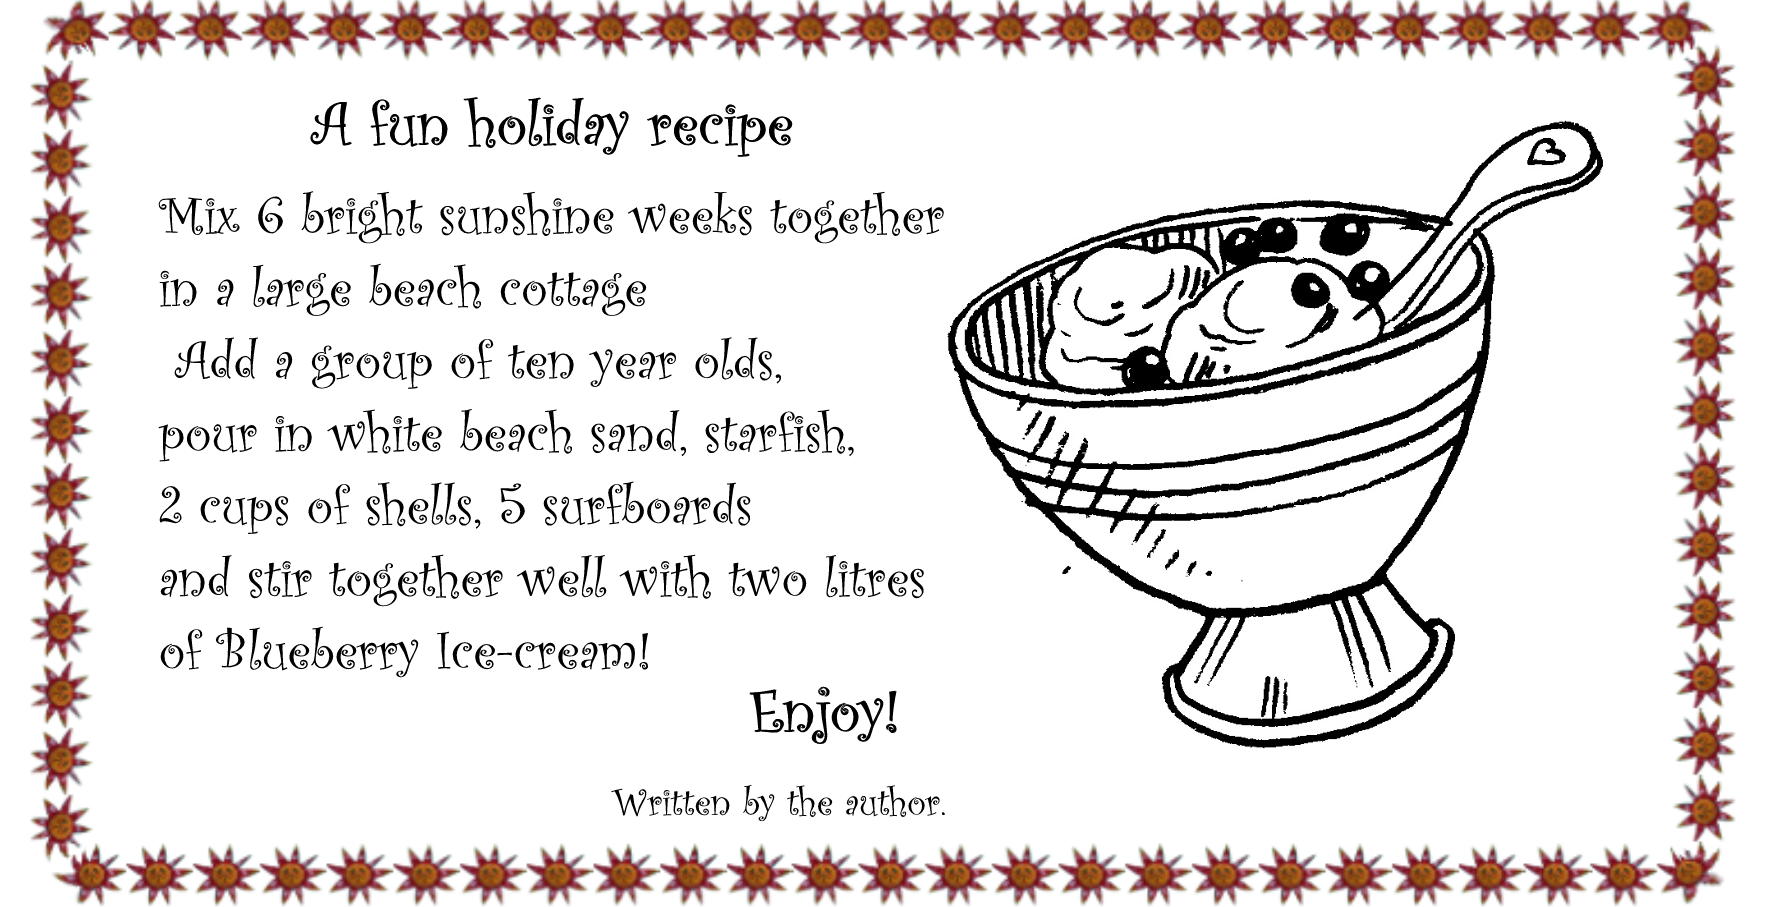 A fun holiday recipe
Mix 6 bright sunshine weeks together
in a large beach cottage
Add a group of ten year olds,
pour in white beach sand, starfish,
2 cups of shells, 5 surfboards
and stir together well with two litres
of Blueberry Ice-cream!
Enjoy!
Written by the author.